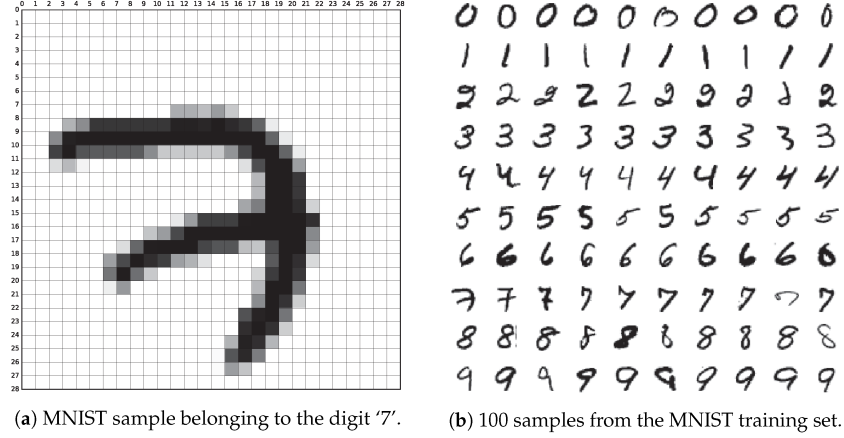 0 1 2 3 4 5 6 7 8 9 10 11 12 13 14 15 16 17 18 19 20 21 22 23 24 25 26 27 28
0
1
2
3
4
5
6
7
8
9
10
11
12
13
14
15
16
17
18
19
20
21
22
23
24
25
26
27
28
(a) MNIST sample belonging to the digit ‘7’.
0 0 0 0 0 0 0 0 0 0
1 1 1 1 1 1 1 1 1 1
2 2 2 2 2 2 2 2 2 2
3 3 3 3 3 3 3 3 3 3
4 4 4 4 4 4 4 4 4 4
5 5 5 5 5 5 5 5 5 5
6 6 6 6 6 6 6 6 6 6
7 7 7 7 7 7 7 7 7 7
8 8 8 8 8 8 8 8 8 8
9 9 9 9 9 9 9 9 9 9
(b) 100 samples from the MNIST training set.